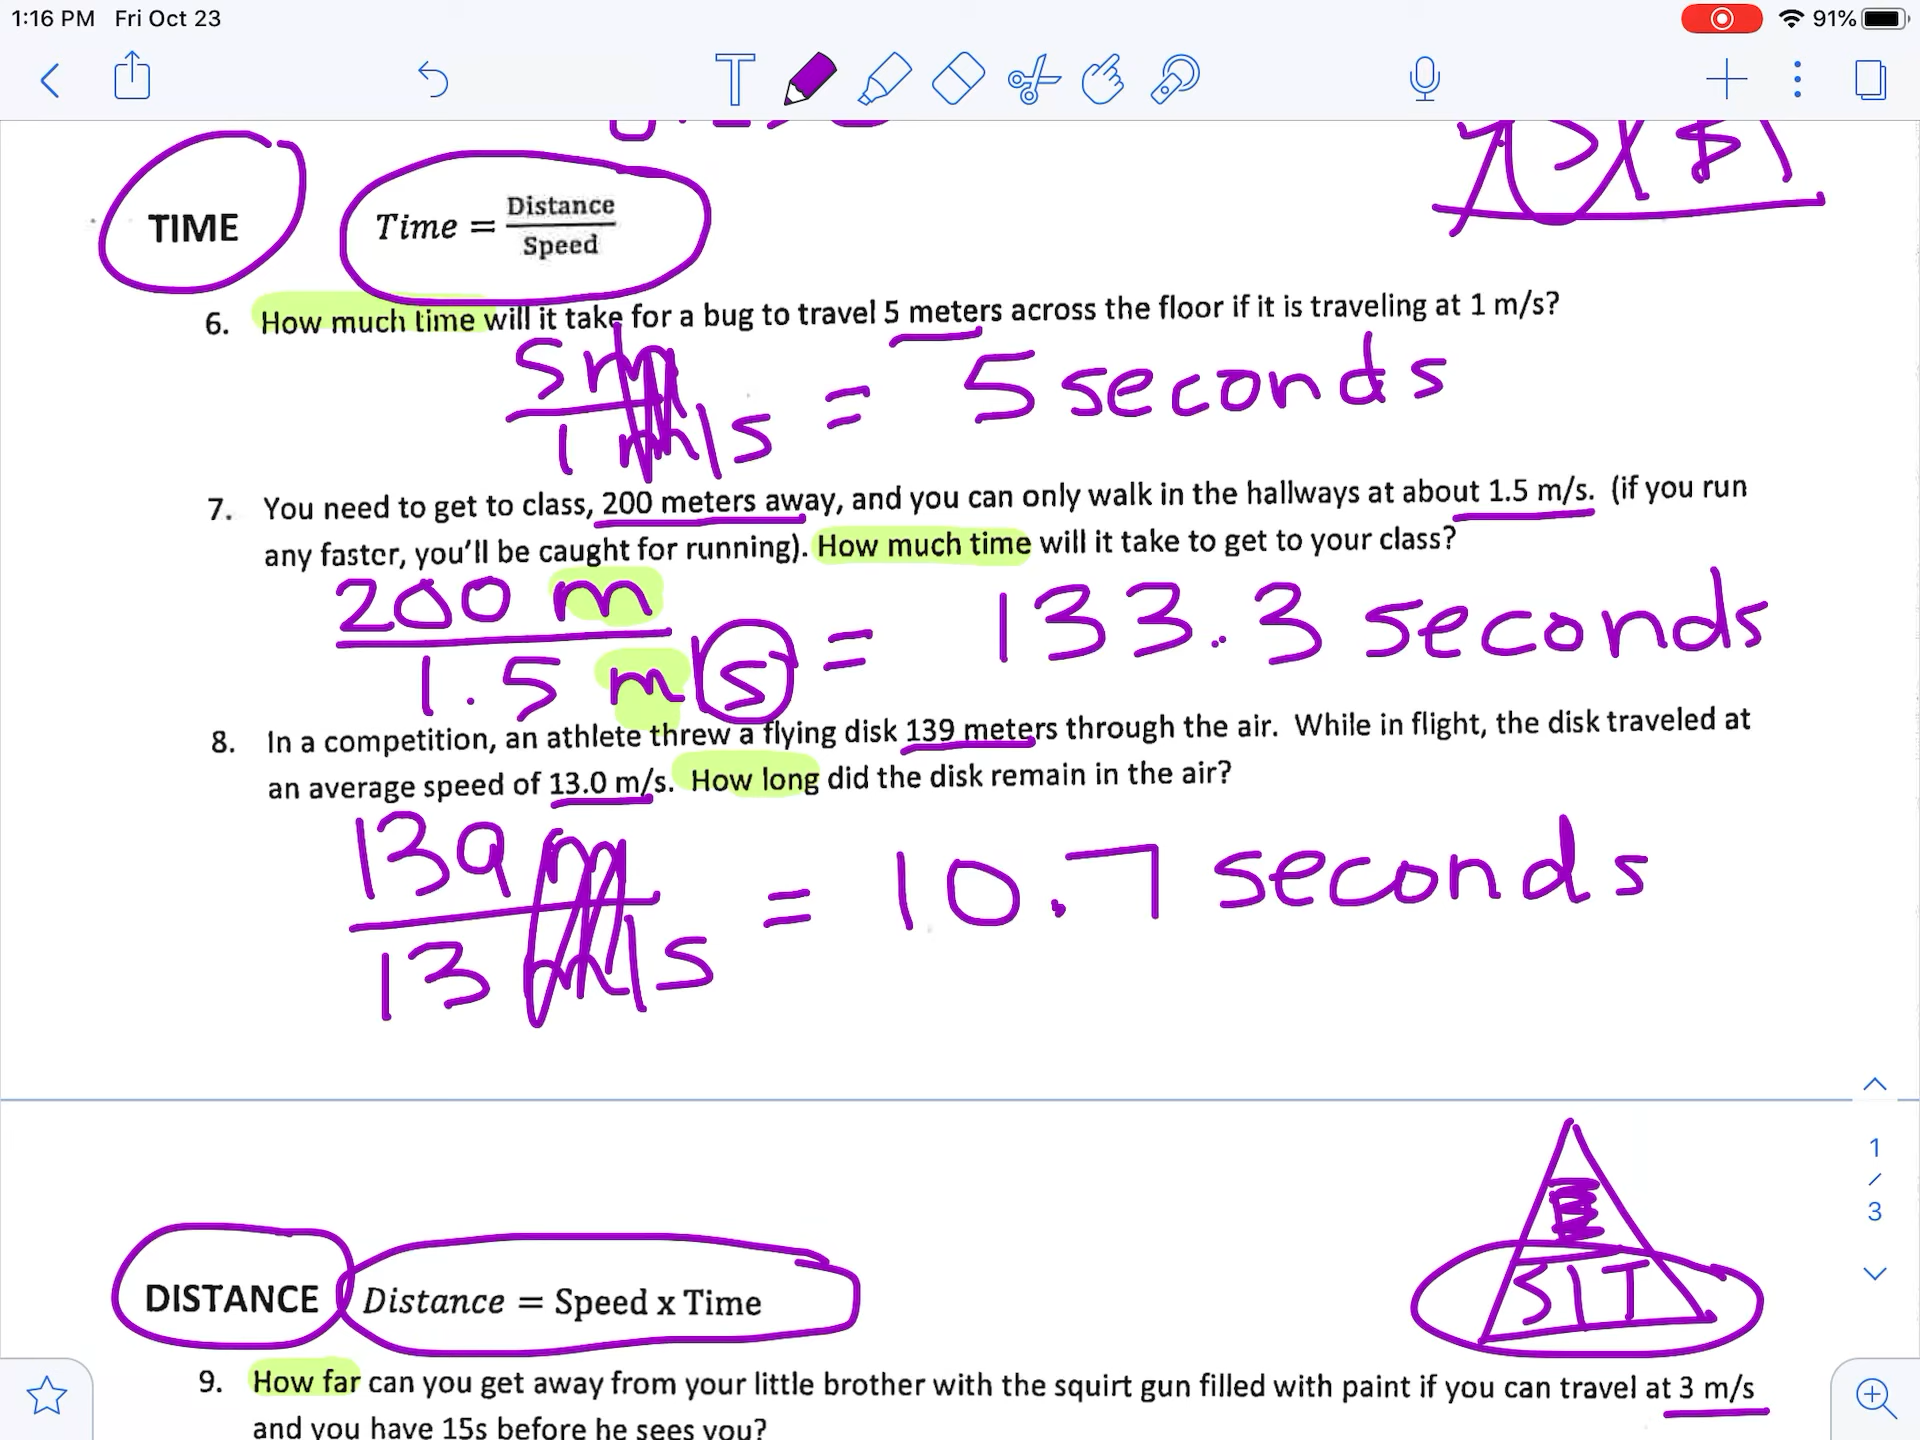 1:16 PM Fri Oct 23
91%
TIME
Time = Distance / Speed
6. How much time will it take for a bug to travel 5 meters across the floor if it is traveling at 1 m/s?
5 m
1 m/s = 5 seconds
7. You need to get to class, 200 meters away, and you can only walk in the hallways at about 1.5 m/s. (if you run
any faster, you'll be caught for running). How much time will it take to get to your class?
200 m
1.5 m/s = 133.3 seconds
8. In a competition, an athlete threw a flying disk 139 meters through the air. While in flight, the disk traveled at
an average speed of 13.0 m/s. How long did the disk remain in the air?
139 m
13 m/s = 10.7 seconds
1
/
3
S|T
DISTANCE Distance = Speed x Time
9. How far can you get away from your little brother with the squirt gun filled with paint if you can travel at 3 m/s
and you have 15s before he sees you?